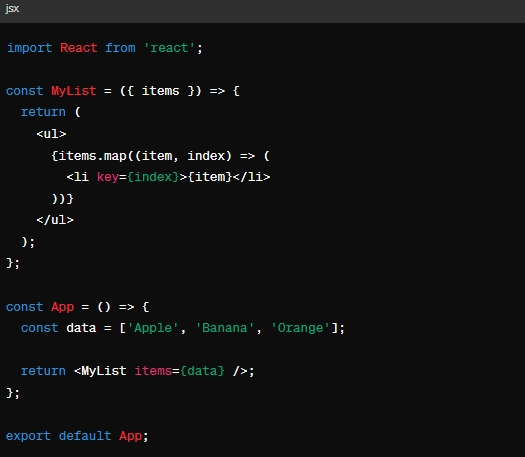 jsx
import React from 'react';
const MyList = ({ items }) => {
  return (
    <ul>
      {items.map((item, index) => (
        <li key={index}>{item}</li>
      ))}
    </ul>
  );
};
const App = () => {
  const data = ['Apple', 'Banana', 'Orange'];
  return <MyList items={data} />;
};
export default App;